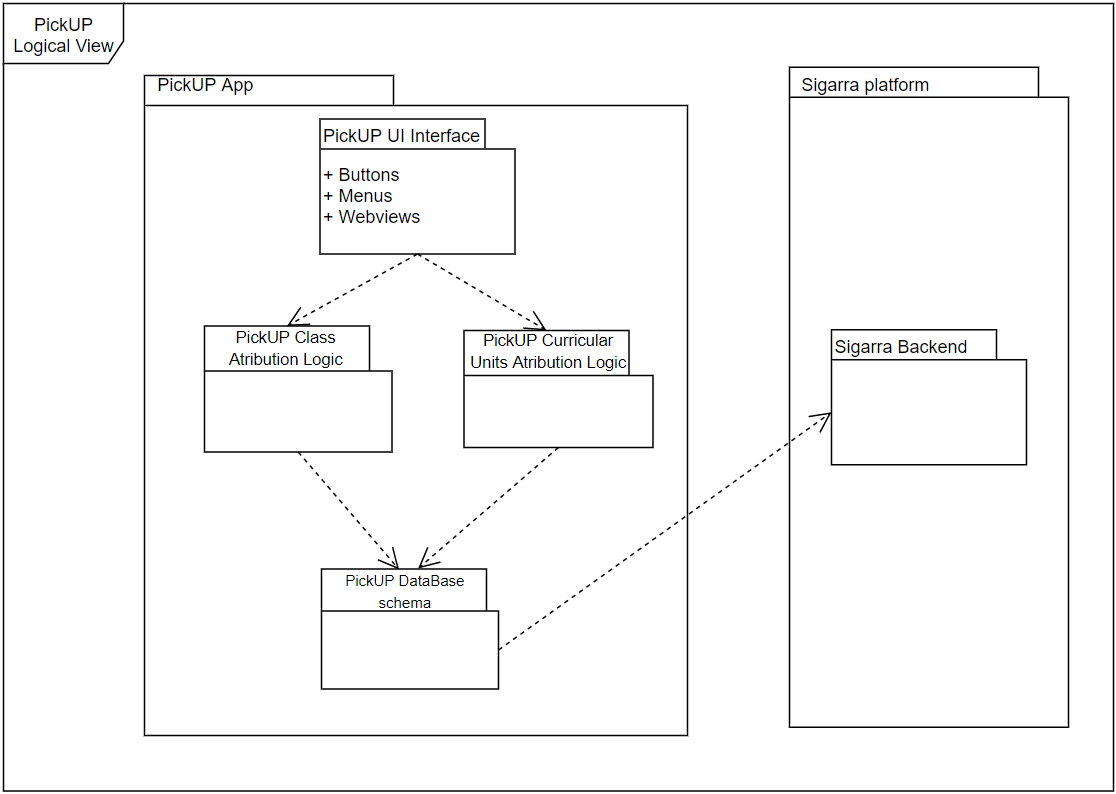 PickUP
Logical View
PickUP App
Sigarra platform
PickUP UI Interface
+ Buttons
+ Menus
+ Webviews
PickUP Class
Atribution Logic
PickUP Curricular
Units Atribution Logic
Sigarra Backend
PickUP DataBase
schema